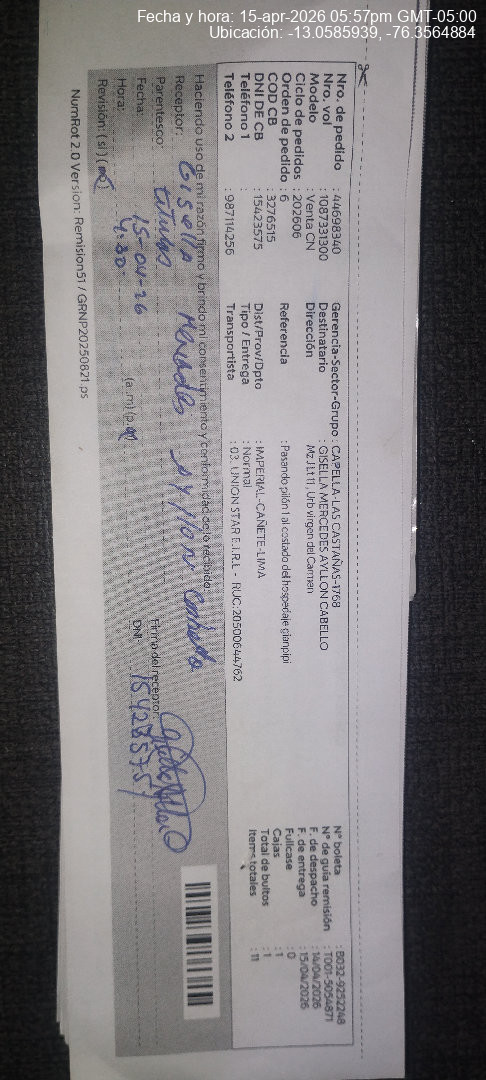 Fecha y hora: 15-apr-2026 05:57pm GMT-05:00
Ubicación: -13.0585939, -76.3564884
Nro. de pedido : 44698340
Nro. vol : 1087331300
Modelo : Venta CN
Ciclo de pedidos : 202606
Orden de pedido : 6
COD CB : 3276515
DNI DE CB : 15423575
Teléfono 1 :
Teléfono 2 : 987114256
Gerencia-Sector-Grupo : CAPELLA-LAS CASTAÑAS-1768
Destinatario : GISELLA MERCEDES AYLLON CABELLO
Dirección : Mz J Lt 11, Urb virgen del Carmen
Referencia : Pasando pilón 1 al costado del hospedaje gianpipi
Dist/Prov/Dpto : IMPERIAL-CAÑETE-LIMA
Tipo / Entrega : Normal
Transportista : 03. UNION STAR E.I.R.L - RUC:20500644762
N° boleta : B032-9252248
N° de guía remisión : T001-5054871
F. de despacho : 14/04/2026
F. de entrega : 15/04/2026
Fullcase : 0
Cajas : 1
Total de bultos : 1
Items totales : 11
Haciendo uso de mi razón firmo y brindo mi consentimiento y conformidad de lo recibido.
Receptor: Gisella Mercedes Ayllon Cabello
Parentesco: titular
Fecha: 15-04-26
Hora: 4:30 (a.m) (p.m)
Revisión: (si) (no)
Firma del receptor:
DNI: 15423575
NumRot 2.0 Version: Remision51 / GRNP20250821.ps